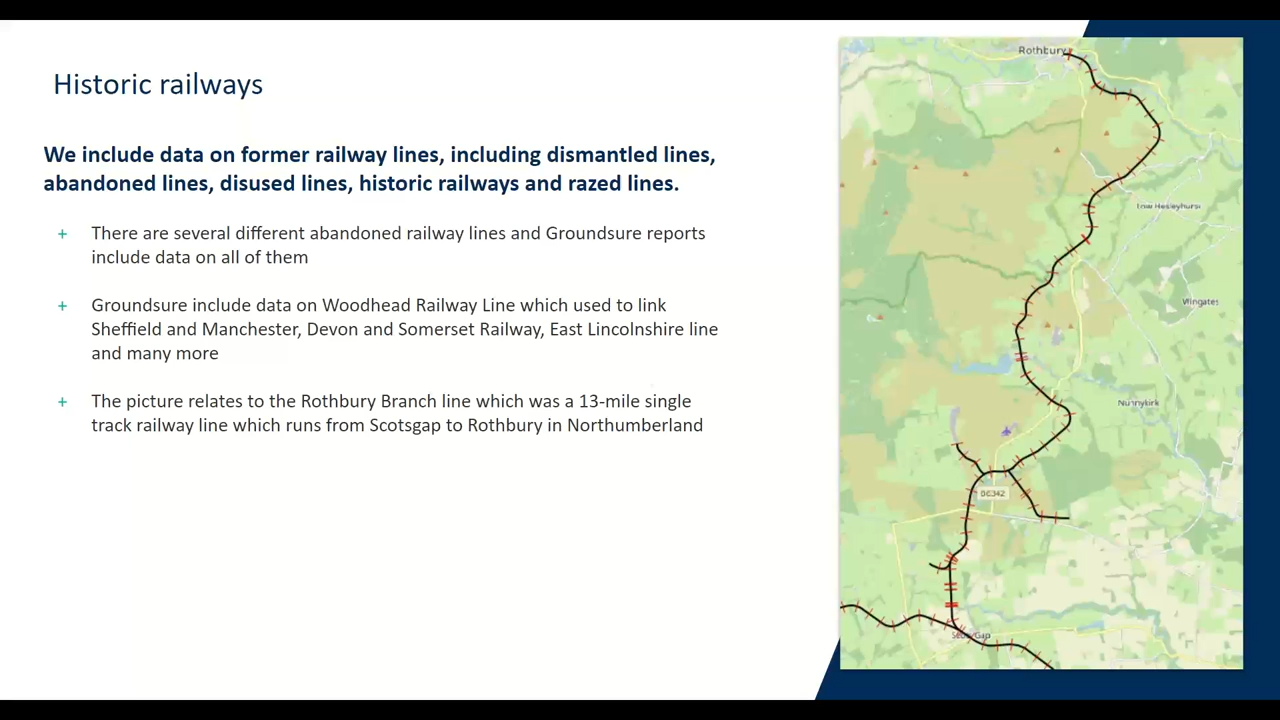 Historic railways
We include data on former railway lines, including dismantled lines,
abandoned lines, disused lines, historic railways and razed lines.
+ There are several different abandoned railway lines and Groundsure reports
include data on all of them
+ Groundsure include data on Woodhead Railway Line which used to link
Sheffield and Manchester, Devon and Somerset Railway, East Lincolnshire line
and many more
+ The picture relates to the Rothbury Branch line which was a 13-mile single
track railway line which runs from Scotsgap to Rothbury in Northumberland
Rothbury
Low Hesleyhurst
Wingates
Nunnykirk
B6342